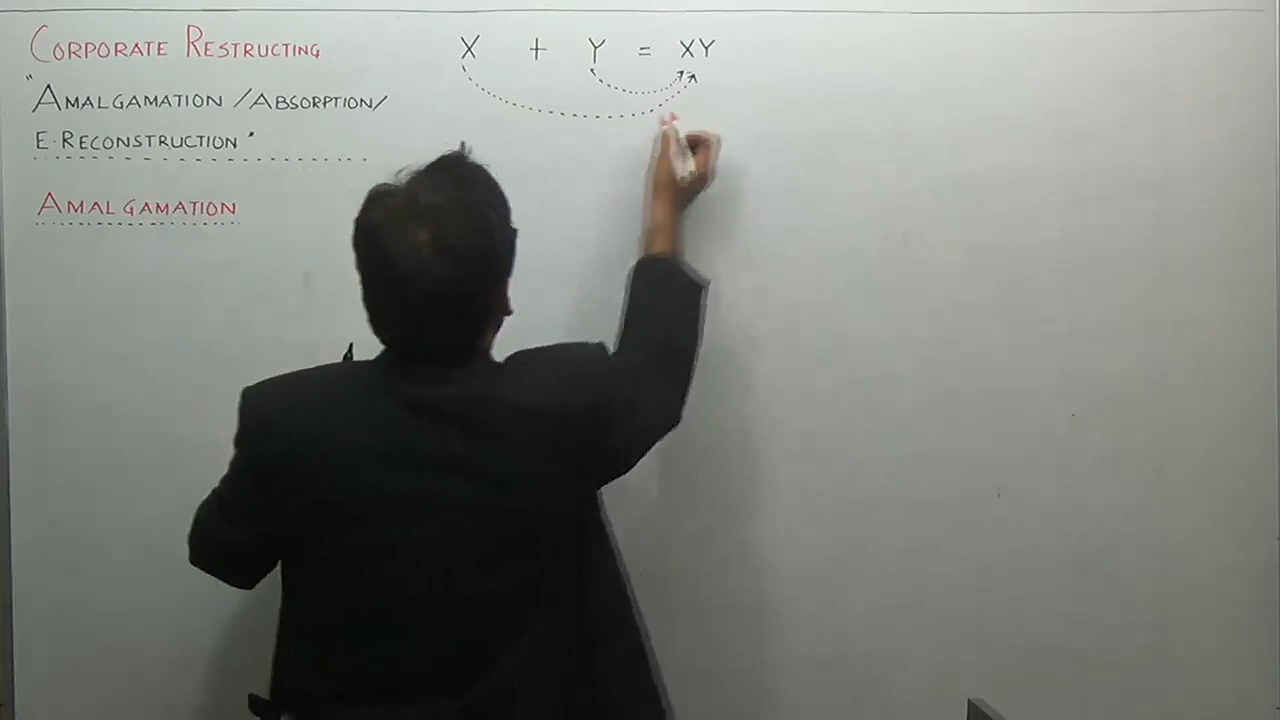 CORPORATE RESTRUCTING
"AMALGAMATION /ABSORPTION/
E.RECONSTRUCTION"
AMALGAMATION
X + Y = XY